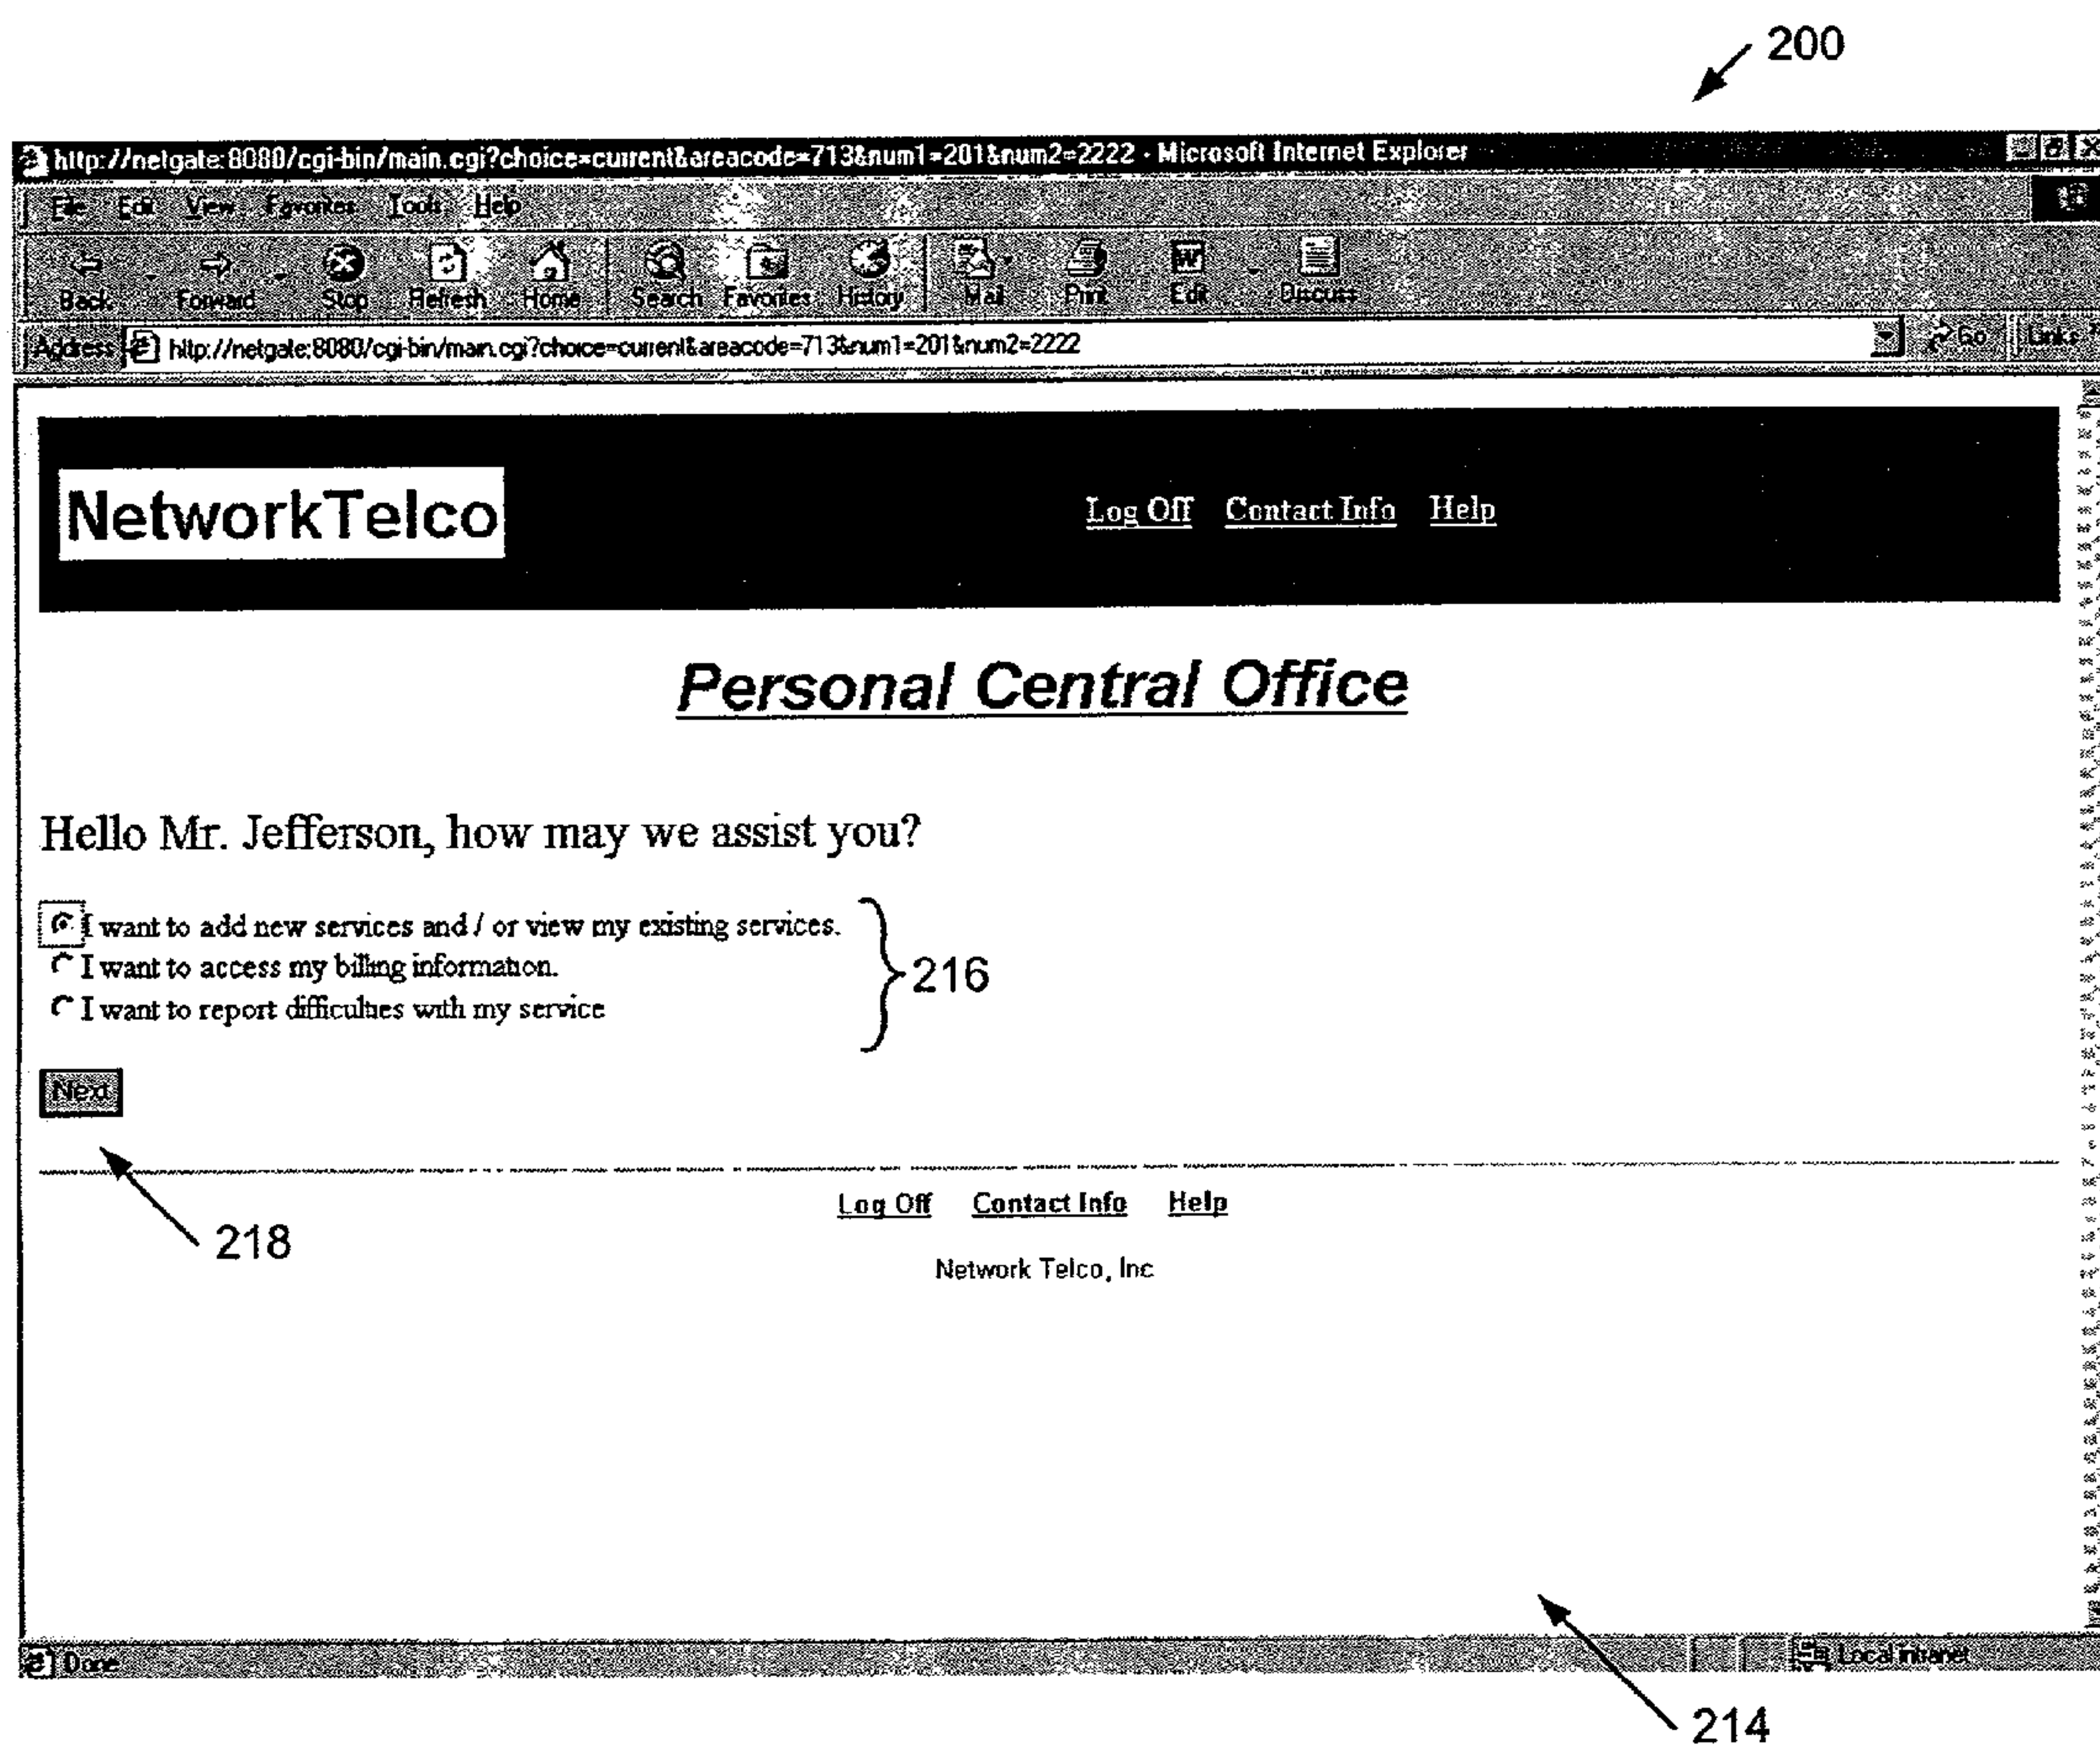 200
http://netgate:8080/cgi-bin/main.cgi?choice=current&areacode=713&num1=201&num2=2222 - Microsoft Internet Explorer
File Edit View Favorites Tools Help
Back Forward Stop Refresh Home Search Favorites History Mail Print Edit Discuss
Address http://netgate:8080/cgi-bin/main.cgi?choice=current&areacode=713&num1=201&num2=2222 Go Links
NetworkTelco Log Off Contact Info Help
Personal Central Office
Hello Mr. Jefferson, how may we assist you?
I want to add new services and / or view my existing services.
I want to access my billing information.
I want to report difficulties with my service
216
Next
218
Log Off Contact Info Help
Network Telco, Inc
Done Local intranet
214